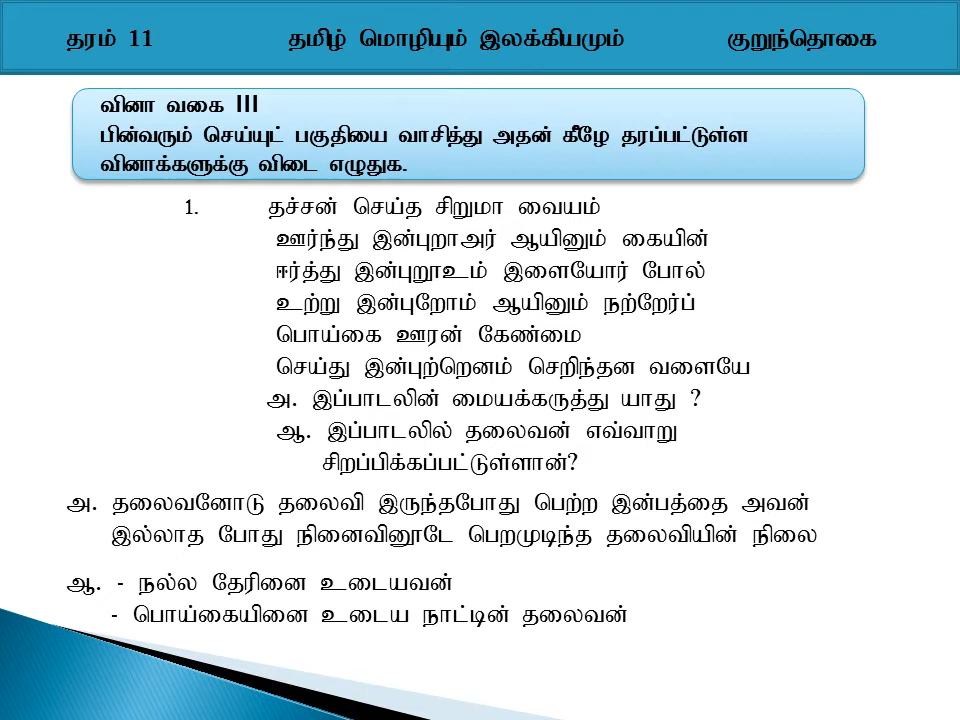 தரம் 11 தமிழ் மொழியும் இலக்கியமும் குறுந்தொகை
வினா வகை III
பின்வரும் செய்யுட் பகுதியை வாசித்து அதன் கீழே தரப்பட்டுள்ள
வினாக்களுக்கு விடை எழுதுக.
1. தச்சன் செய்த சிறுமா வையம்
ஊர்ந்து இன்புறாஅர் ஆயினும் கையின்
ஈர்த்து இன்புறூஉம் இளையோர் போல்
உற்று இன்புறேோம் ஆயினும் நற்றேர்ப்
பொய்கை ஊரன் கேண்மை
செய்து இன்புற்றெனம் செறிந்தன வளையே
அ. இப்பாடலின் மையக்கருத்து யாது ?
ஆ. இப்பாடலில் தலைவன் எவ்வாறு
சிறப்பிக்கப்பட்டுள்ளான்?
அ. தலைவனோடு தலைவி இருந்தபோது பெற்ற இன்பத்தை அவன்
இல்லாத போது நினைவினூடே பெறமுடிந்த தலைவியின் நிலை
ஆ. - நல்ல தேரினை உடையவன்
- பொய்கையினை உடைய நாட்டின் தலைவன்